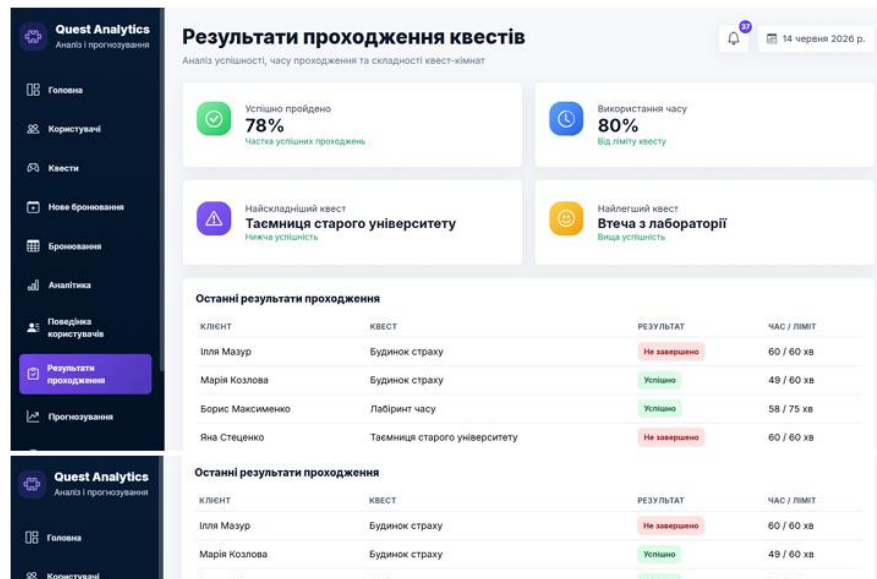 Quest Analytics
Аналіз і прогнозування
Головна
Користувачі
Квести
Нове бронювання
Бронювання
Аналітика
Поведінка
користувачів
Результати
проходження
Прогнозування
Результати проходження квестів
Аналіз успішності, часу проходження та складності квест-кімнат
37
14 червня 2026 р.
Успішно пройдено
78%
Частка успішних проходжень
Використання часу
80%
Від ліміту квесту
Найскладніший квест
Таємниця старого університету
Нижча успішність
Найлегший квест
Втеча з лабораторії
Вища успішність
Останні результати проходження
КЛІЄНТ КВЕСТ РЕЗУЛЬТАТ ЧАС / ЛІМІТ
Ілля Мазур Будинок страху Не завершено 60 / 60 хв
Марія Козлова Будинок страху Успішно 49 / 60 хв
Борис Максименко Лабіринт часу Успішно 58 / 75 хв
Яна Стеценко Таємниця старого університету Не завершено 60 / 60 хв
Quest Analytics
Аналіз і прогнозування
Головна
Користувачі
Останні результати проходження
КЛІЄНТ КВЕСТ РЕЗУЛЬТАТ ЧАС / ЛІМІТ
Ілля Мазур Будинок страху Не завершено 60 / 60 хв
Марія Козлова Будинок страху Успішно 49 / 60 хв